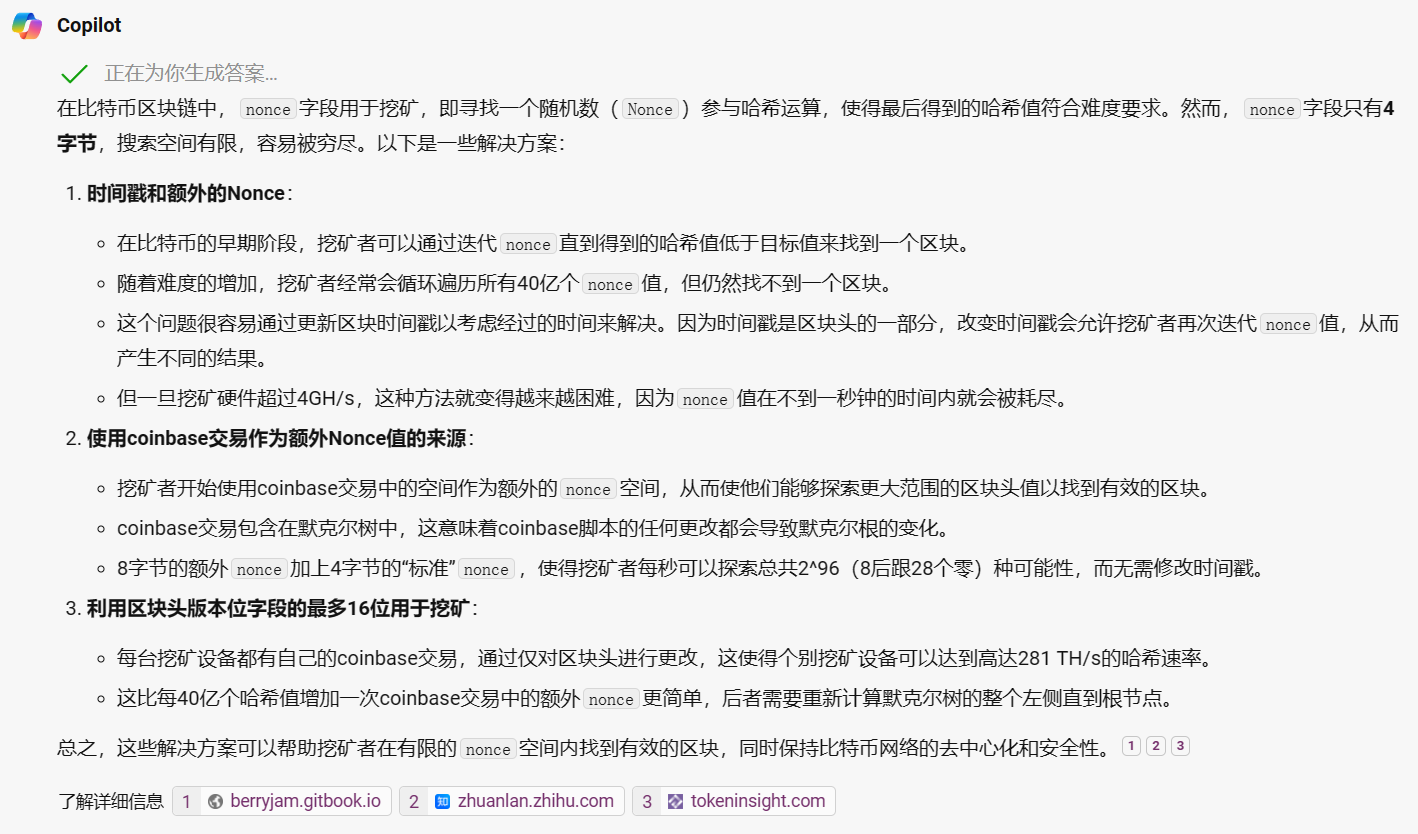 Copilot
正在为你生成答案...
在比特币区块链中， nonce 字段用于挖矿，即寻找一个随机数（ Nonce ）参与哈希运算，使得最后得到的哈希值符合难度要求。然而， nonce 字段只有4
字节，搜索空间有限，容易被穷尽。以下是一些解决方案：
1. 时间戳和额外的Nonce：
○ 在比特币的早期阶段，挖矿者可以通过迭代 nonce 直到得到的哈希值低于目标值来找到一个区块。
○ 随着难度的增加，挖矿者经常会循环遍历所有40亿个 nonce 值，但仍然找不到一个区块。
○ 这个问题很容易通过更新区块时间戳以考虑经过的时间来解决。因为时间戳是区块头的一部分，改变时间戳会允许挖矿者再次迭代 nonce 值，从而
产生不同的结果。
○ 但一旦挖矿硬件超过4GH/s，这种方法就变得越来越困难，因为 nonce 值在不到一秒钟的时间内就会被耗尽。
2. 使用coinbase交易作为额外Nonce值的来源：
○ 挖矿者开始使用coinbase交易中的空间作为额外的 nonce 空间，从而使他们能够探索更大范围的区块头值以找到有效的区块。
○ coinbase交易包含在默克尔树中，这意味着coinbase脚本的任何更改都会导致默克尔根的变化。
○ 8字节的额外 nonce 加上4字节的“标准” nonce ，使得挖矿者每秒可以探索总共2^96（8后跟28个零）种可能性，而无需修改时间戳。
3. 利用区块头版本位字段的最多16位用于挖矿：
○ 每台挖矿设备都有自己的coinbase交易，通过仅对区块头进行更改，这使得个别挖矿设备可以达到高达281 TH/s的哈希速率。
○ 这比每40亿个哈希值增加一次coinbase交易中的额外 nonce 更简单，后者需要重新计算默克尔树的整个左侧直到根节点。
总之，这些解决方案可以帮助挖矿者在有限的 nonce 空间内找到有效的区块，同时保持比特币网络的去中心化和安全性。 1 2 3
了解详细信息 1 berryjam.gitbook.io 2 知 zhuanlan.zhihu.com 3 tokeninsight.com